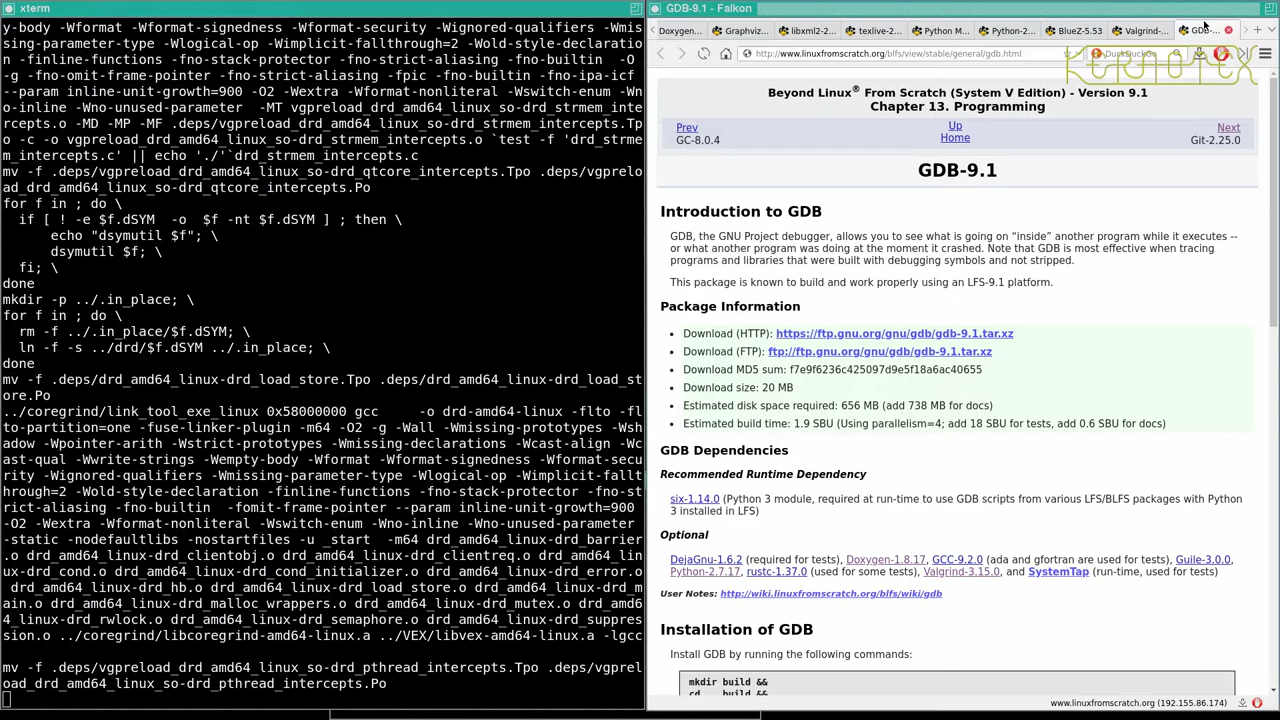 xterm
y-body -Wformat -Wformat-security -Wignored-qualifiers -Wmis
sing-parameter-type -Wlogical-op -Wimplicit-fallthrough=2 -Wold-style-declaratio
n -finline-functions -fno-stack-protector -fno-strict-aliasing -fno-builtin -O
-g -fno-omit-frame-pointer -fno-strict-aliasing -fpic -fno-builtin -fno-ipa-icf
--param inline-unit-growth=900 -O2 -Wextra -Wformat-nonliteral -Wswitch-enum -Wn
o-inline -Wno-unused-parameter  -MT vgpreload_drd_amd64_linux_so-drd_strmem_inte
rcepts.o -MD -MP -MF .deps/vgpreload_drd_amd64_linux_so-drd_strmem_intercepts.Tp
o -c -o vgpreload_drd_amd64_linux_so-drd_strmem_intercepts.o `test -f 'drd_strme
m_intercepts.c' || echo './'`drd_strmem_intercepts.c
mv -f .deps/vgpreload_drd_amd64_linux_so-drd_qtcore_intercepts.Tpo .deps/vgprelo
ad_drd_amd64_linux_so-drd_qtcore_intercepts.Po
for f in ; do \
if [ ! -e $f.dSYM  -o  $f -nt $f.dSYM ] ; then \
echo "dsymutil $f"; \
dsymutil $f; \
fi; \
done
mkdir -p ../.in_place; \
for f in ; do \
rm -f ../.in_place/$f.dSYM; \
ln -f -s ../drd/$f.dSYM ../.in_place; \
done
mv -f .deps/drd_amd64_linux-drd_load_store.Tpo .deps/drd_amd64_linux-drd_load_st
ore.Po
../coregrind/link_tool_exe_linux 0x58000000 gcc     -o drd-amd64-linux -flto -fl
to-partition=one -fuse-linker-plugin -m64 -O2 -g -Wall -Wmissing-prototypes -Wsh
adow -Wpointer-arith -Wstrict-prototypes -Wmissing-declarations -Wcast-align -Wc
ast-qual -Wwrite-strings -Wempty-body -Wformat -Wformat-signedness -Wformat-secu
rity -Wignored-qualifiers -Wmissing-parameter-type -Wlogical-op -Wimplicit-fallt
hrough=2 -Wold-style-declaration -finline-functions -fno-stack-protector -fno-st
rict-aliasing -fno-builtin  -fomit-frame-pointer --param inline-unit-growth=900
-O2 -Wextra -Wformat-nonliteral -Wswitch-enum -Wno-inline -Wno-unused-parameter
-static -nodefaultlibs -nostartfiles -u _start  -m64 drd_amd64_linux-drd_barrier
.o drd_amd64_linux-drd_clientobj.o drd_amd64_linux-drd_clientreq.o drd_amd64_lin
ux-drd_cond.o drd_amd64_linux-drd_cond_initializer.o drd_amd64_linux-drd_error.o
drd_amd64_linux-drd_hb.o drd_amd64_linux-drd_load_store.o drd_amd64_linux-drd_m
ain.o drd_amd64_linux-drd_malloc_wrappers.o drd_amd64_linux-drd_mutex.o drd_amd6
4_linux-drd_rwlock.o drd_amd64_linux-drd_semaphore.o drd_amd64_linux-drd_suppres
sion.o ../coregrind/libcoregrind-amd64-linux.a ../VEX/libvex-amd64-linux.a -lgcc
mv -f .deps/vgpreload_drd_amd64_linux_so-drd_pthread_intercepts.Tpo .deps/vgprel
oad_drd_amd64_linux_so-drd_pthread_intercepts.Po
GDB-9.1 - Falkon
Doxygen... Graphviz... libxml2-2... texlive-2... Python M... Python-2... BlueZ-5.53 Valgrind-... GDB-...
http://www.linuxfromscratch.org/blfs/view/stable/general/gdb.html DuckDuckGo
KERNOTEX
Beyond Linux® From Scratch (System V Edition) - Version 9.1
Chapter 13. Programming
Prev Up Next
GC-8.0.4 Home Git-2.25.0
GDB-9.1
Introduction to GDB
GDB, the GNU Project debugger, allows you to see what is going on “inside” another program while it executes --
or what another program was doing at the moment it crashed. Note that GDB is most effective when tracing
programs and libraries that were built with debugging symbols and not stripped.
This package is known to build and work properly using an LFS-9.1 platform.
Package Information
• Download (HTTP): https://ftp.gnu.org/gnu/gdb/gdb-9.1.tar.xz
• Download (FTP): ftp://ftp.gnu.org/gnu/gdb/gdb-9.1.tar.xz
• Download MD5 sum: f7e9f6236c425097d9e5f18a6ac40655
• Download size: 20 MB
• Estimated disk space required: 656 MB (add 738 MB for docs)
• Estimated build time: 1.9 SBU (Using parallelism=4; add 18 SBU for tests, add 0.6 SBU for docs)
GDB Dependencies
Recommended Runtime Dependency
six-1.14.0 (Python 3 module, required at run-time to use GDB scripts from various LFS/BLFS packages with Python
3 installed in LFS)
Optional
DejaGnu-1.6.2 (required for tests), Doxygen-1.8.17, GCC-9.2.0 (ada and gfortran are used for tests), Guile-3.0.0,
Python-2.7.17, rustc-1.37.0 (used for some tests), Valgrind-3.15.0, and SystemTap (run-time, used for tests)
User Notes: http://wiki.linuxfromscratch.org/blfs/wiki/gdb
Installation of GDB
Install GDB by running the following commands:
mkdir build &&
cd    build &&
www.linuxfromscratch.org (192.155.86.174)